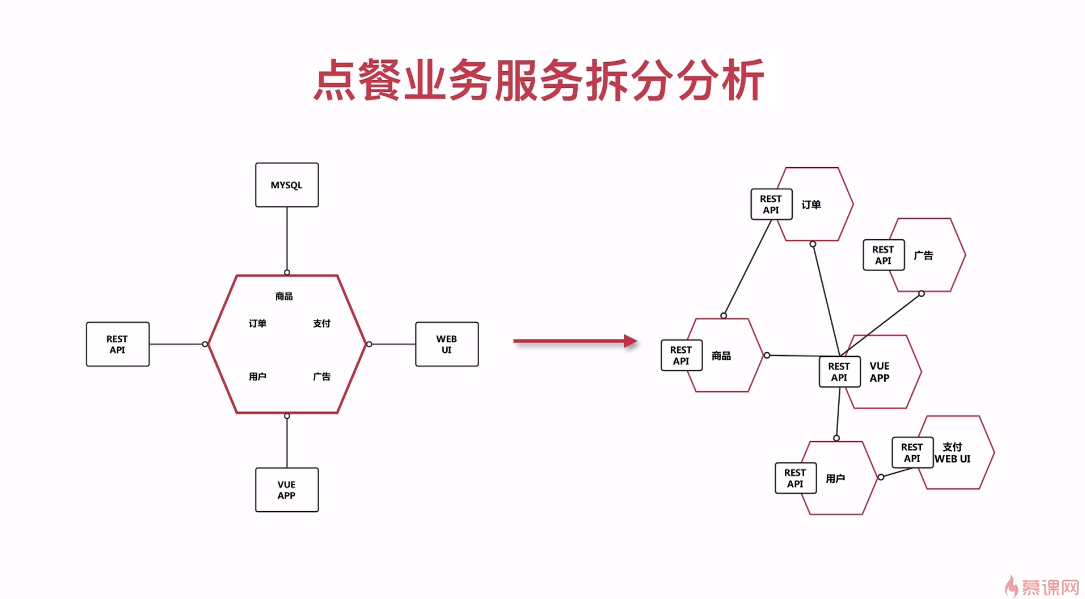 点餐业务服务拆分分析
MYSQL
商品
订单
支付
REST
API
WEB
UI
用户
广告
VUE
APP
REST
API
订单
REST
API
广告
REST
API
商品
REST
API
VUE
APP
REST
API
支付
WEB UI
REST
API
用户
慕课网